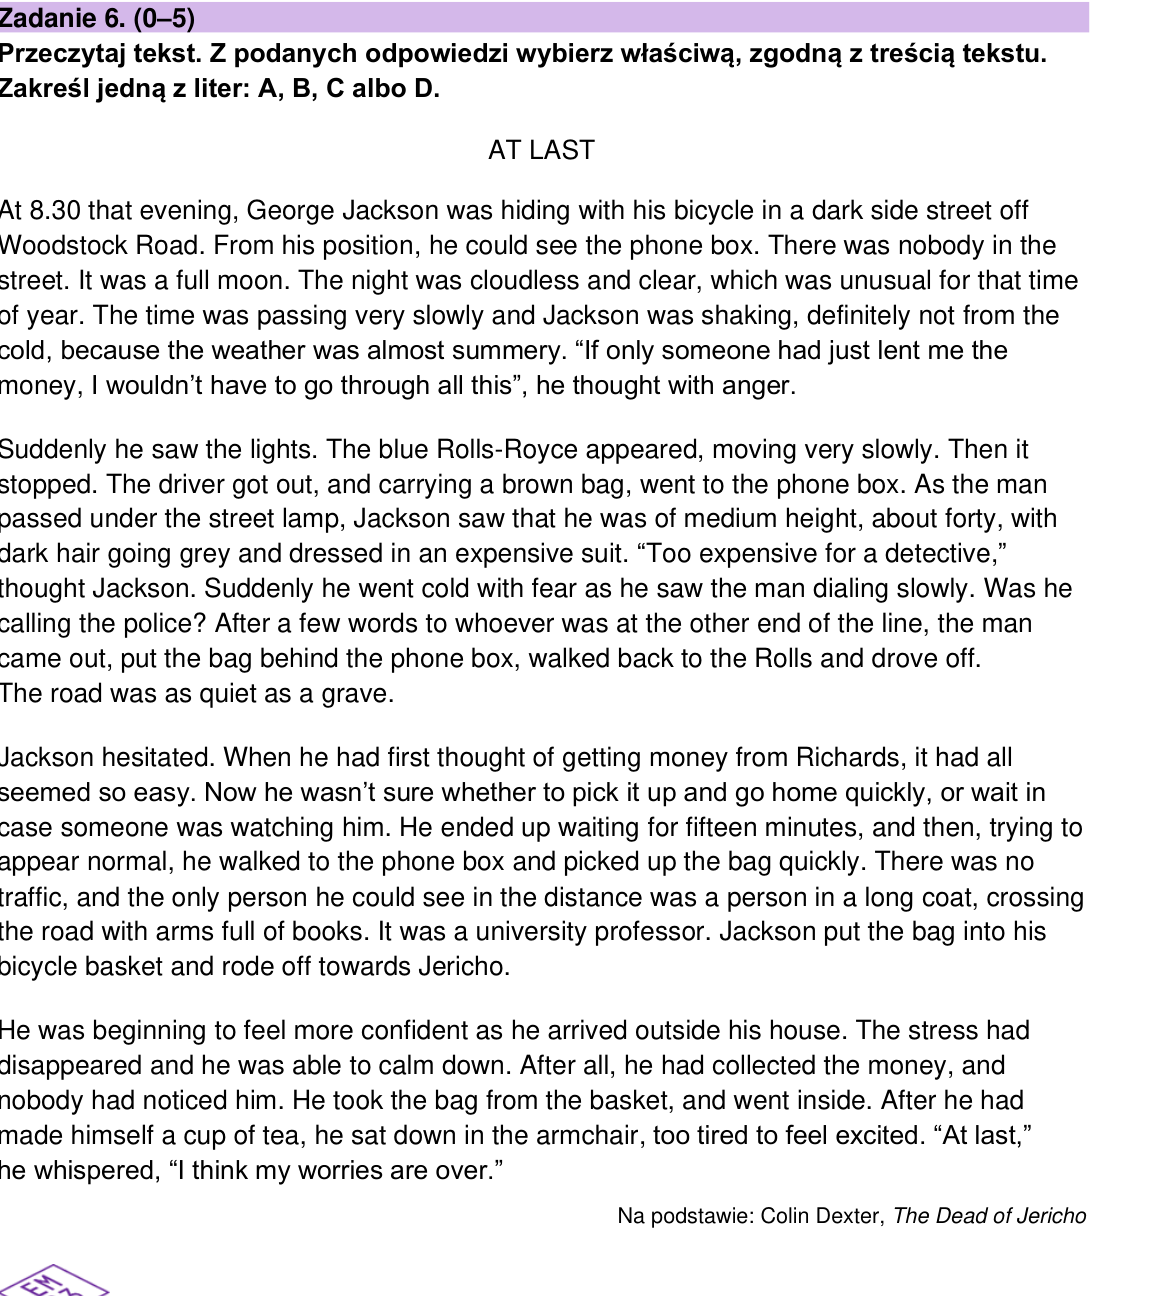 Zadanie 6. (0–5)
Przeczytaj tekst. Z podanych odpowiedzi wybierz właściwą, zgodną z treścią tekstu.
Zakreśl jedną z liter: A, B, C albo D.
AT LAST
At 8.30 that evening, George Jackson was hiding with his bicycle in a dark side street off
Woodstock Road. From his position, he could see the phone box. There was nobody in the
street. It was a full moon. The night was cloudless and clear, which was unusual for that time
of year. The time was passing very slowly and Jackson was shaking, definitely not from the
cold, because the weather was almost summery. “If only someone had just lent me the
money, I wouldn’t have to go through all this”, he thought with anger.
Suddenly he saw the lights. The blue Rolls-Royce appeared, moving very slowly. Then it
stopped. The driver got out, and carrying a brown bag, went to the phone box. As the man
passed under the street lamp, Jackson saw that he was of medium height, about forty, with
dark hair going grey and dressed in an expensive suit. “Too expensive for a detective,”
thought Jackson. Suddenly he went cold with fear as he saw the man dialing slowly. Was he
calling the police? After a few words to whoever was at the other end of the line, the man
came out, put the bag behind the phone box, walked back to the Rolls and drove off.
The road was as quiet as a grave.
Jackson hesitated. When he had first thought of getting money from Richards, it had all
seemed so easy. Now he wasn’t sure whether to pick it up and go home quickly, or wait in
case someone was watching him. He ended up waiting for fifteen minutes, and then, trying to
appear normal, he walked to the phone box and picked up the bag quickly. There was no
traffic, and the only person he could see in the distance was a person in a long coat, crossing
the road with arms full of books. It was a university professor. Jackson put the bag into his
bicycle basket and rode off towards Jericho.
He was beginning to feel more confident as he arrived outside his house. The stress had
disappeared and he was able to calm down. After all, he had collected the money, and
nobody had noticed him. He took the bag from the basket, and went inside. After he had
made himself a cup of tea, he sat down in the armchair, too tired to feel excited. “At last,”
he whispered, “I think my worries are over.”
Na podstawie: Colin Dexter, The Dead of Jericho